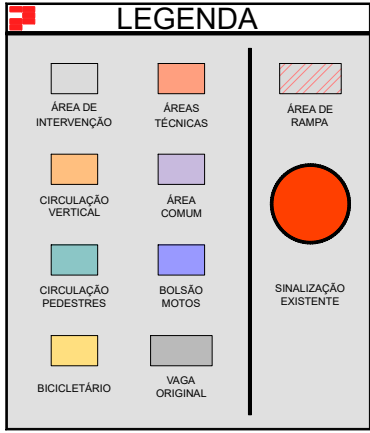 LEGENDA
ÁREA DE
INTERVENÇÃO
ÁREAS
TÉCNICAS
ÁREA DE
RAMPA
CIRCULAÇÃO
VERTICAL
ÁREA
COMUM
CIRCULAÇÃO
PEDESTRES
BOLSÃO
MOTOS
SINALIZAÇÃO
EXISTENTE
BICICLETÁRIO
VAGA
ORIGINAL